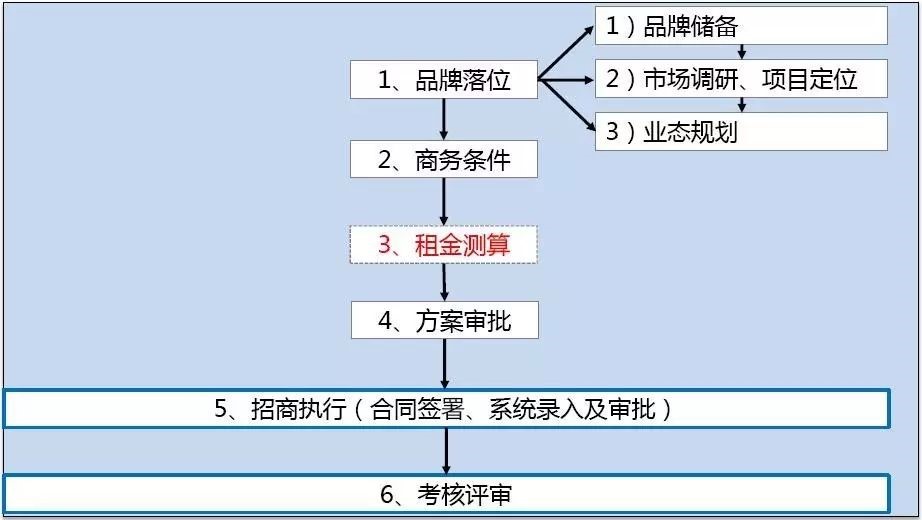 1）品牌储备
1、品牌落位
2）市场调研、项目定位
3）业态规划
2、商务条件
3、租金测算
4、方案审批
5、招商执行（合同签署、系统录入及审批）
6、考核评审